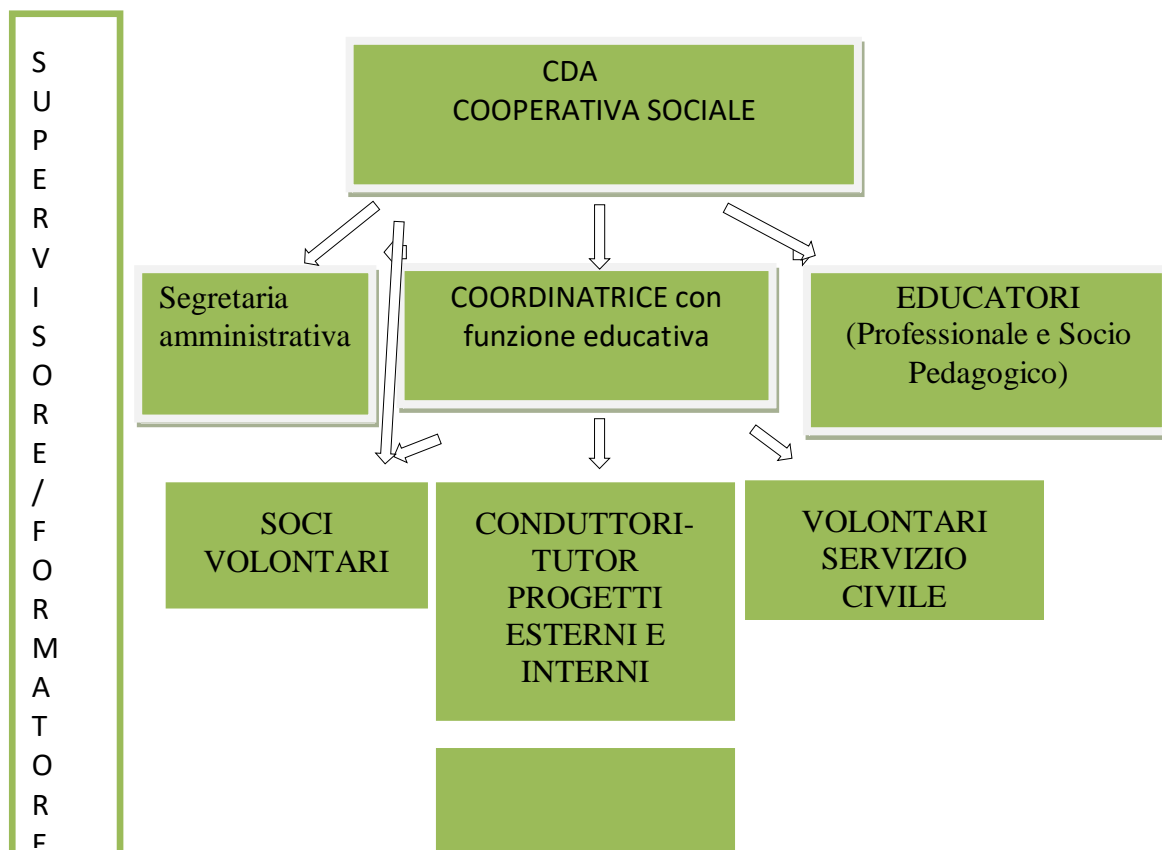 S
U
P
E
R
V
I
S
O
R
E
/
F
O
R
M
A
T
O
R
E
CDA
COOPERATIVA SOCIALE
Segretaria
amministrativa
COORDINATRICE con
funzione educativa
EDUCATORI
(Professionale e Socio
Pedagogico)
SOCI
VOLONTARI
CONDUTTORI-
TUTOR
PROGETTI
ESTERNI E
INTERNI
VOLONTARI
SERVIZIO
CIVILE